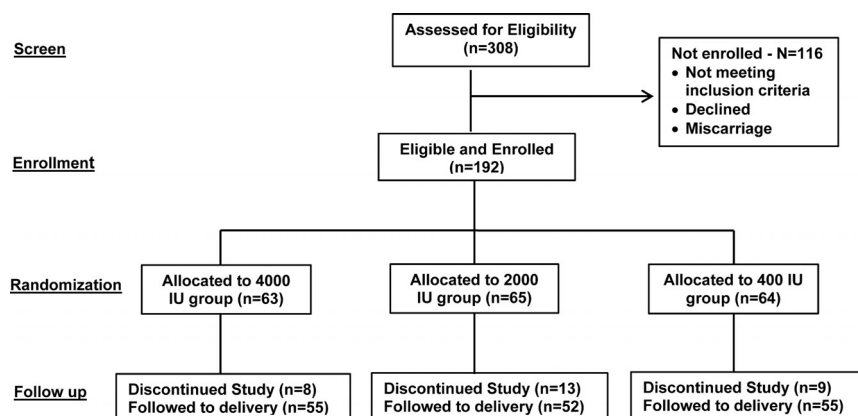 Screen
Assessed for Eligibility
(n=308)
Not enrolled - N=116
• Not meeting
inclusion criteria
• Declined
• Miscarriage
Enrollment
Eligible and Enrolled
(n=192)
Randomization
Allocated to 4000
IU group (n=63)
Allocated to 2000
IU group (n=65)
Allocated to 400 IU
group (n=64)
Follow up
Discontinued Study (n=8)
Followed to delivery (n=55)
Discontinued Study (n=13)
Followed to delivery (n=52)
Discontinued Study (n=9)
Followed to delivery (n=55)